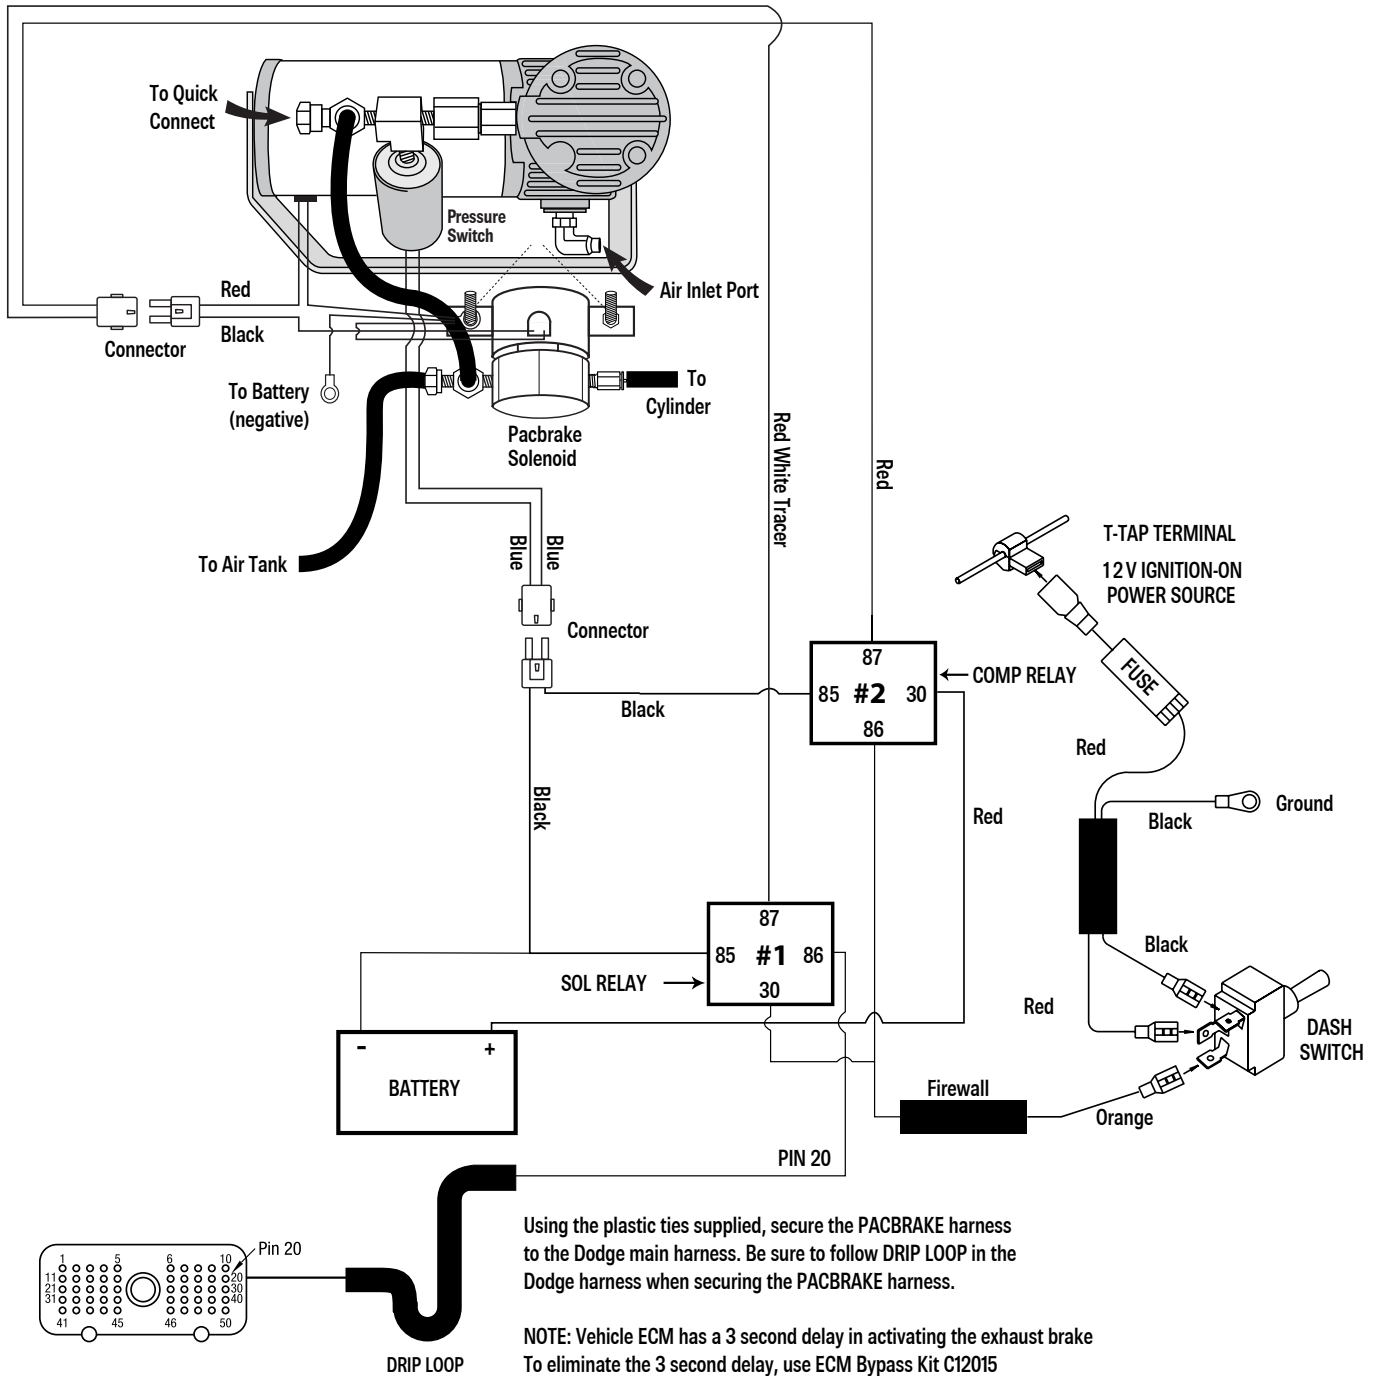 To Quick
Connect
Pressure
Switch
Air Inlet Port
Red
Black
Connector
To Battery
(negative)
To
Cylinder
Pacbrake
Solenoid
Red White Tracer
Red
To Air Tank
Blue
Blue
Connector
T-TAP TERMINAL
12V IGNITION-ON
POWER SOURCE
FUSE
87
85 #2 30
86
COMP RELAY
Black
Red
Black
Ground
Black
Red
87
85 #1 86
30
SOL RELAY
Black
Red
DASH
SWITCH
- +
BATTERY
Firewall
Orange
PIN 20
Using the plastic ties supplied, secure the PACBRAKE harness
to the Dodge main harness. Be sure to follow DRIP LOOP in the
Dodge harness when securing the PACBRAKE harness.
Pin 20
1 5 6 10
11 20
21 30
31 40
41 45 46 50
DRIP LOOP
NOTE: Vehicle ECM has a 3 second delay in activating the exhaust brake
To eliminate the 3 second delay, use ECM Bypass Kit C12015